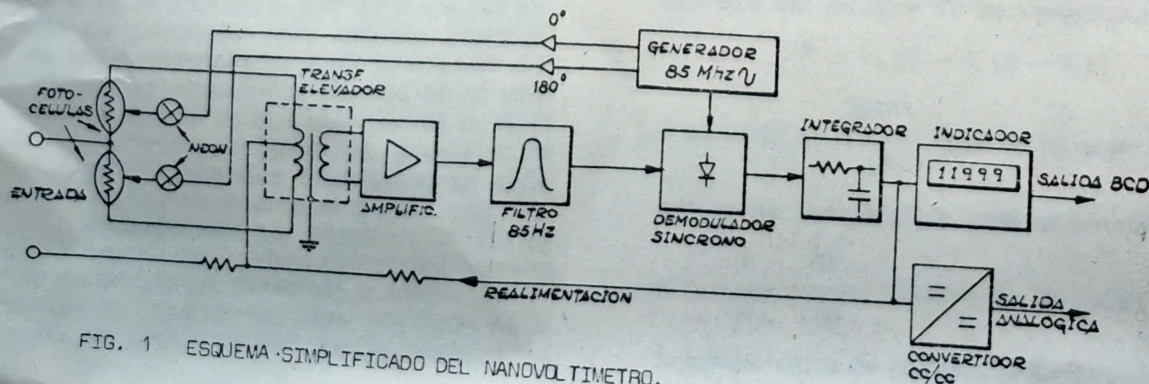 0°
180°
GENERADOR
85 MHZ
FOTO-
CELULAS
NEON
ENTRADA
TRANSF.
ELEVADOR
AMPLIFIC.
FILTRO
85HZ
DEMODULADOR
SINCRONO
INTEGRADOR
INDICADOR
11999
SALIDA BCD
REALIMENTACION
SALIDA
ANALOGICA
CONVERTIDOR
CC/CC
FIG. 1 ESQUEMA SIMPLIFICADO DEL NANOVOLTIMETRO.